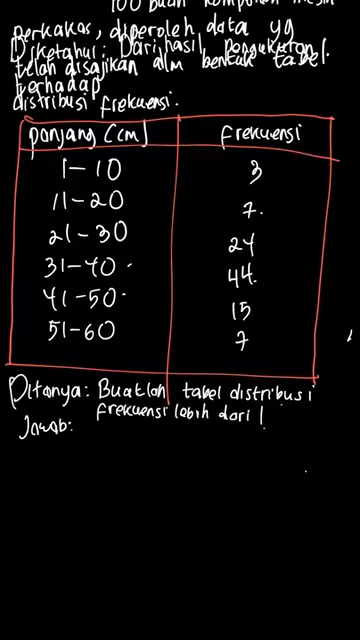 100 buah komponen mesin
perkakas, diperoleh data yg
Diketahui: Dari hasil pengukuran
telah disajikan dlm bentuk tabel
terhadap
distribusi frekuensi.
panjang (cm) frekuensi
1-10 3
11-20 7
21-30 24
31-40 44
41-50 15
51-60 7
Ditanya: Buatlah tabel distribusi
frekuensi lebih dari!
Jawab: